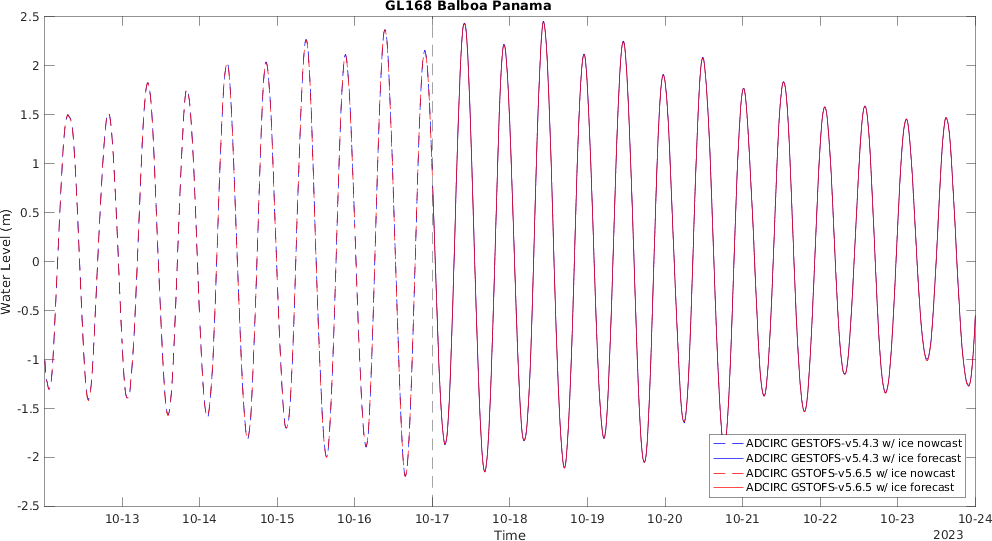 GL168 Balboa Panama
2.5
2
1.5
1
0.5
0
-0.5
-1
-1.5
-2
-2.5
Water Level (m)
ADCIRC GESTOFS-v5.4.3 w/ ice nowcast
ADCIRC GESTOFS-v5.4.3 w/ ice forecast
ADCIRC GSTOFS-v5.6.5 w/ ice nowcast
ADCIRC GSTOFS-v5.6.5 w/ ice forecast
10-13 10-14 10-15 10-16 10-17 10-18 10-19 10-20 10-21 10-22 10-23 10-24
Time
2023